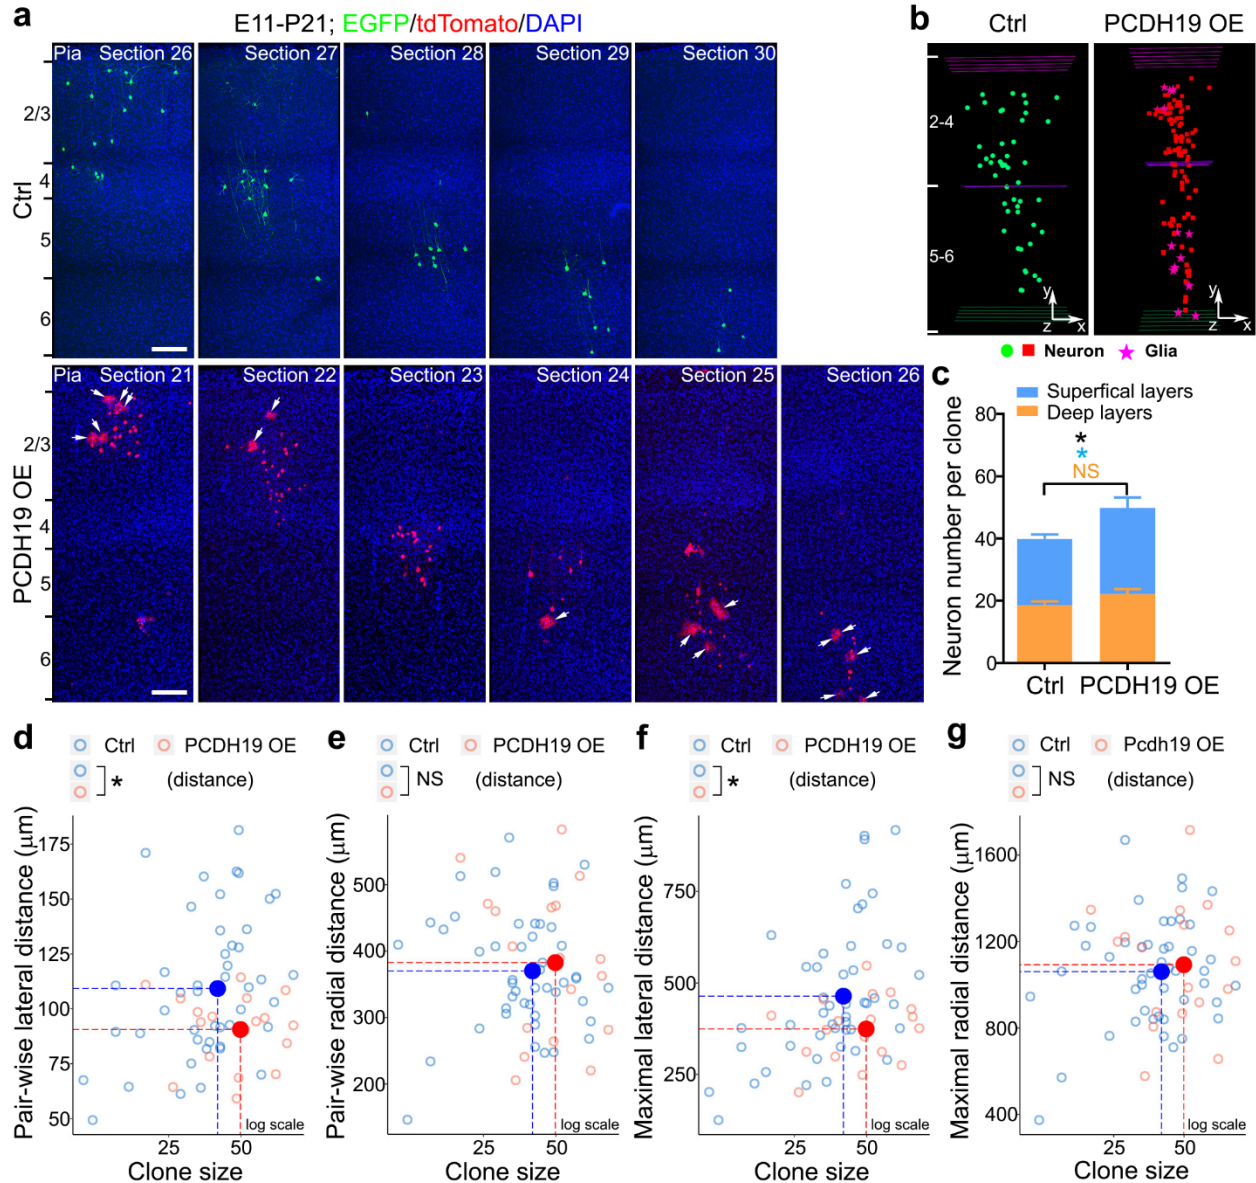 a
E11-P21; EGFP/tdTomato/DAPI
Pia Section 26
Section 27
Section 28
Section 29
Section 30
2/3
4
5
6
Ctrl
Pia Section 21
Section 22
Section 23
Section 24
Section 25
Section 26
2/3
4
5
6
PCDH19 OE
b
Ctrl
PCDH19 OE
2-4
5-6
y
z
x
y
z
x
Neuron
Glia
c
Superfical layers
Deep layers
Neuron number per clone
80
60
40
20
0
*
*
NS
Ctrl
PCDH19 OE
d
Ctrl
PCDH19 OE
*
(distance)
Pair-wise lateral distance (μm)
175
150
125
100
75
50
25
50
log scale
Clone size
e
Ctrl
PCDH19 OE
NS
(distance)
Pair-wise radial distance (μm)
500
400
300
200
25
50
log scale
Clone size
f
Ctrl
PCDH19 OE
*
(distance)
Maximal lateral distance (μm)
750
500
250
25
50
log scale
Clone size
g
Ctrl
Pcdh19 OE
NS
(distance)
Maximal radial distance (μm)
1600
1200
800
400
25
50
log scale
Clone size